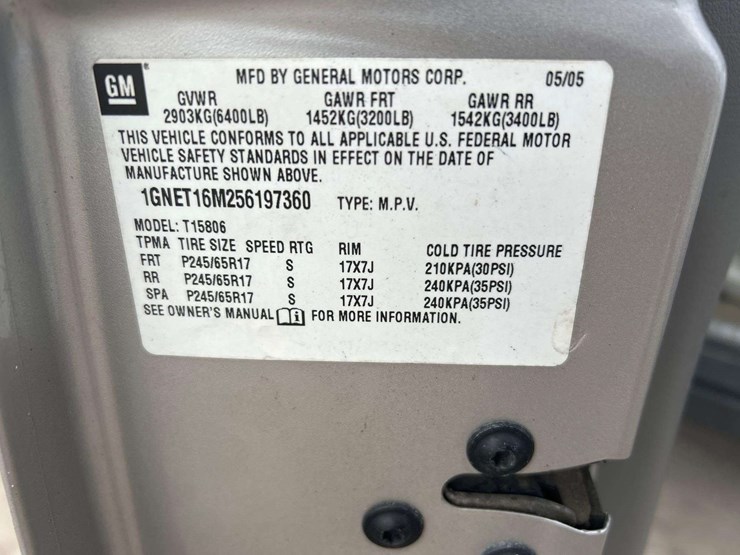 GM
MFD BY GENERAL MOTORS CORP. 05/05
GVWR GAWR FRT GAWR RR
2903KG(6400LB) 1452KG(3200LB) 1542KG(3400LB)
THIS VEHICLE CONFORMS TO ALL APPLICABLE U.S. FEDERAL MOTOR
VEHICLE SAFETY STANDARDS IN EFFECT ON THE DATE OF
MANUFACTURE SHOWN ABOVE.
1GNET16M256197360 TYPE: M.P.V.
MODEL: T15806
TPMA TIRE SIZE SPEED RTG RIM COLD TIRE PRESSURE
FRT P245/65R17 S 17X7J 210KPA(30PSI)
RR P245/65R17 S 17X7J 240KPA(35PSI)
SPA P245/65R17 S 17X7J 240KPA(35PSI)
SEE OWNER'S MANUAL i FOR MORE INFORMATION.